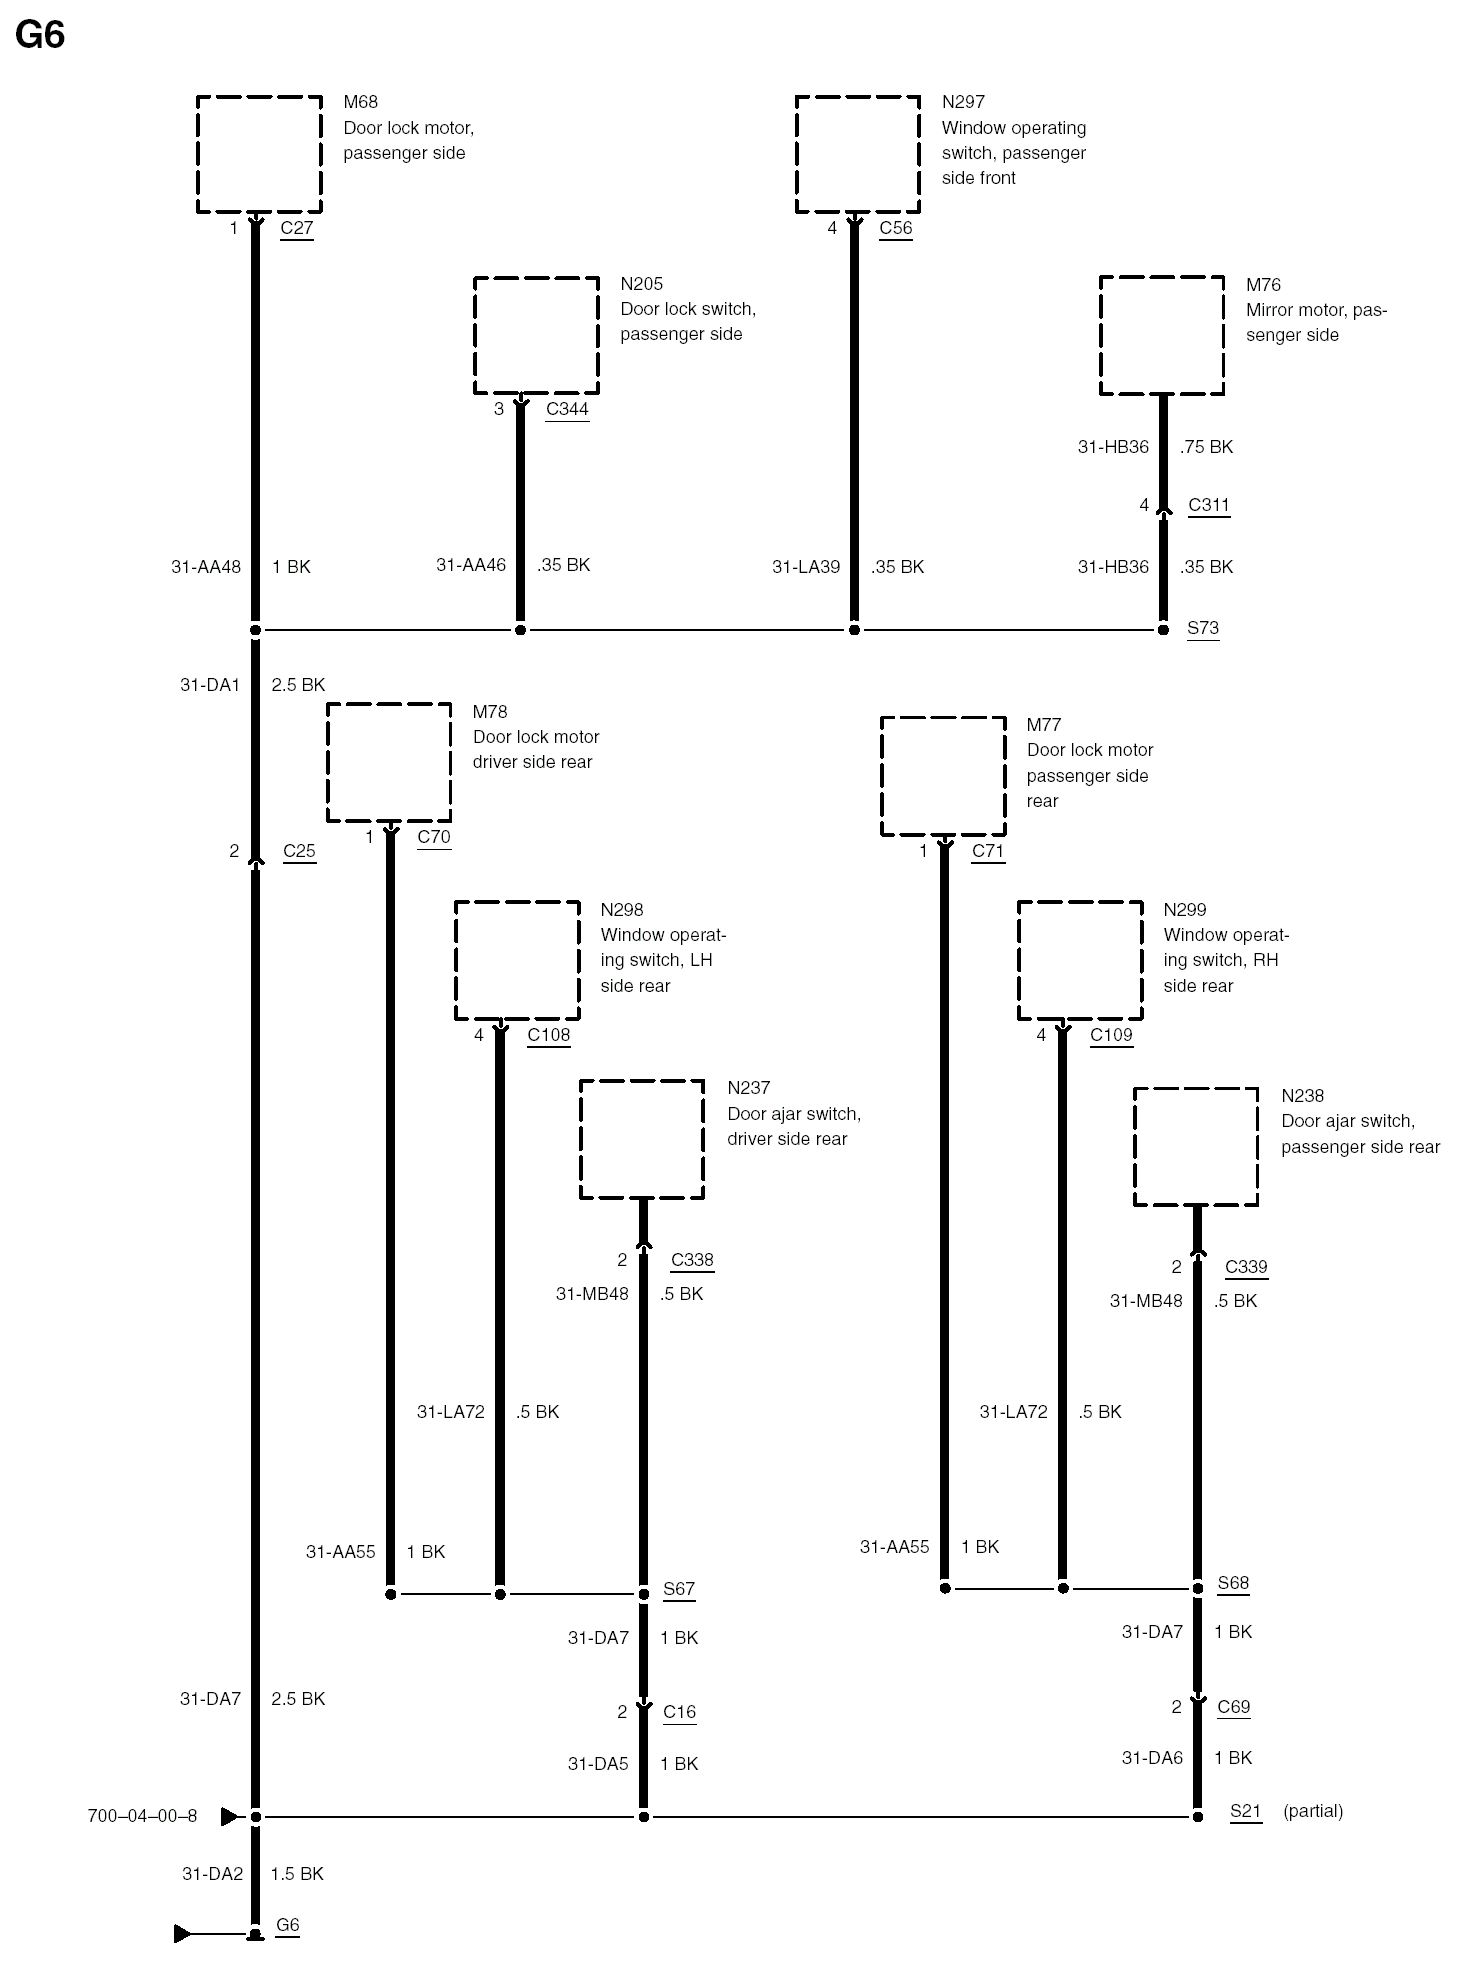 G6
M68
Door lock motor,
passenger side
1 C27
N297
Window operating
switch, passenger
side front
4 C56
N205
Door lock switch,
passenger side
3 C344
M76
Mirror motor, pas-
senger side
31-HB36 .75 BK
4 C311
31-AA48 1 BK
31-AA46 .35 BK
31-LA39 .35 BK
31-HB36 .35 BK
S73
31-DA1 2.5 BK
M78
Door lock motor
driver side rear
1 C70
M77
Door lock motor
passenger side
rear
1 C71
2 C25
N298
Window operat-
ing switch, LH
side rear
4 C108
N299
Window operat-
ing switch, RH
side rear
4 C109
N237
Door ajar switch,
driver side rear
2 C338
31-MB48 .5 BK
N238
Door ajar switch,
passenger side rear
2 C339
31-MB48 .5 BK
31-LA72 .5 BK
31-LA72 .5 BK
31-AA55 1 BK
31-AA55 1 BK
S67
S68
31-DA7 1 BK
31-DA7 1 BK
31-DA7 2.5 BK
2 C16
2 C69
31-DA5 1 BK
31-DA6 1 BK
700–04–00–8
S21 (partial)
31-DA2 1.5 BK
G6